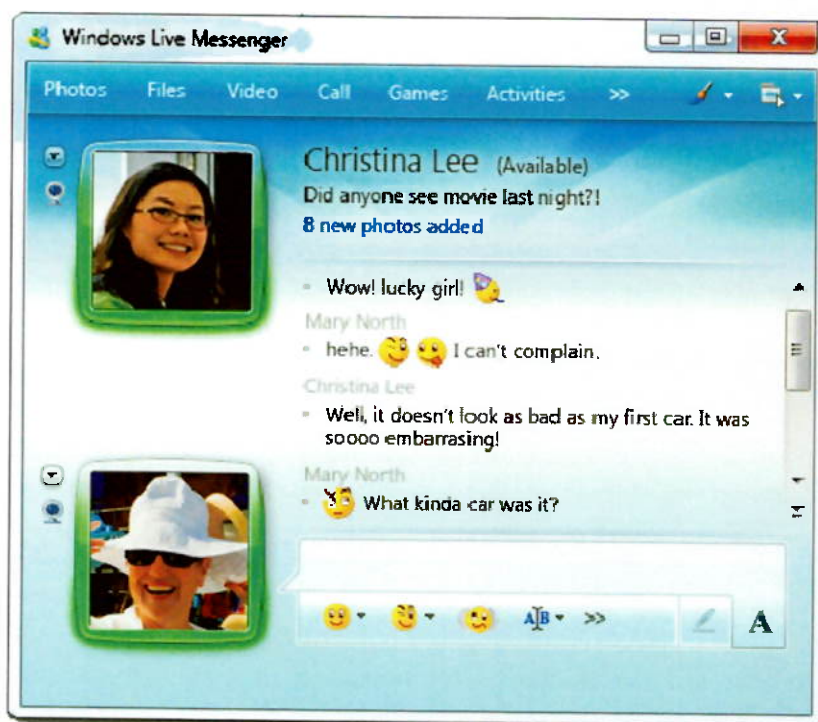 Windows Live Messenger
Photos Files Video Call Games Activities >>
Christina Lee (Available)
Did anyone see movie last night?!
8 new photos added
Wow! lucky girl!
Mary North
hehe. I can't complain.
Christina Lee
Well, it doesn't look as bad as my first car. It was
soooo embarrasing!
Mary North
What kinda car was it?
AB >> A